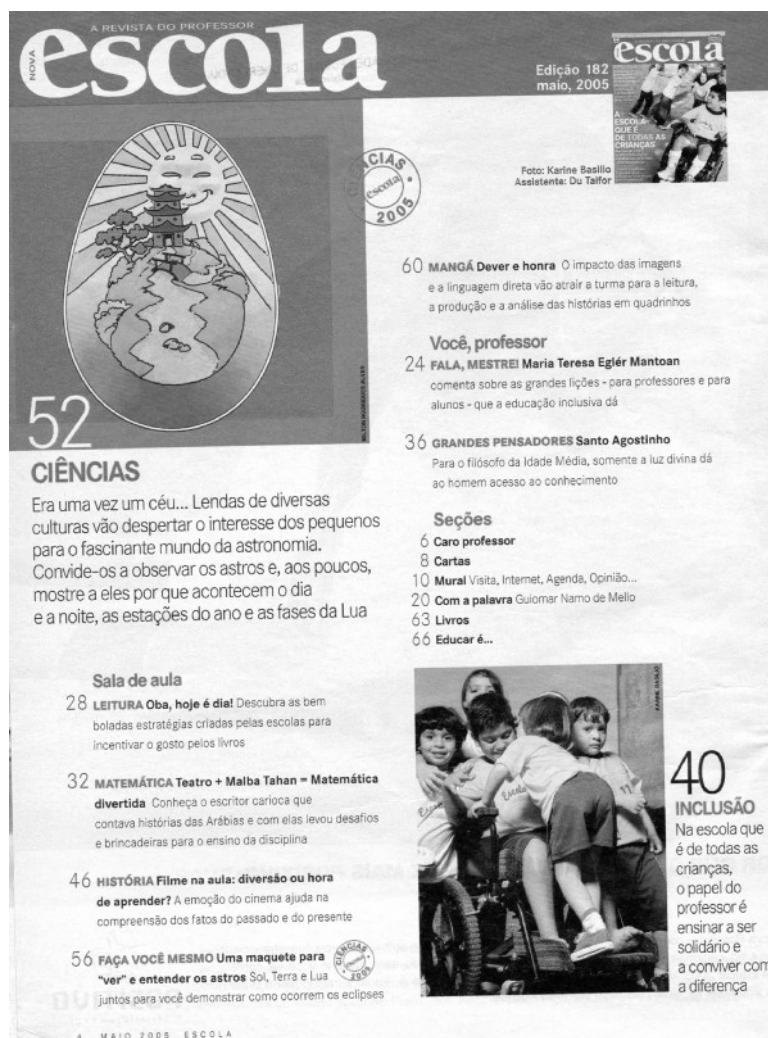 A REVISTA DO PROFESSOR
NOVA
escola
Edição 182
maio, 2005
escola
A
ESCOLA
QUE É
DE TODAS AS
CRIANÇAS
Foto: Karine Basilio
Assistente: Du Taifor
CIÊNCIAS
escola
2005
52
CIÊNCIAS
Era uma vez um céu... Lendas de diversas
culturas vão despertar o interesse dos pequenos
para o fascinante mundo da astronomia.
Convide-os a observar os astros e, aos poucos,
mostre a eles por que acontecem o dia
e a noite, as estações do ano e as fases da Lua
Sala de aula
28 LEITURA Oba, hoje é dia! Descubra as bem
boladas estratégias criadas pelas escolas para
incentivar o gosto pelos livros
32 MATEMÁTICA Teatro + Malba Tahan = Matemática
divertida Conheça o escritor carioca que
contava histórias das Arábias e com elas levou desafios
e brincadeiras para o ensino da disciplina
46 HISTÓRIA Filme na aula: diversão ou hora
de aprender? A emoção do cinema ajuda na
compreensão dos fatos do passado e do presente
56 FAÇA VOCÊ MESMO Uma maquete para
"ver" e entender os astros Sol, Terra e Lua
juntos para você demonstrar como ocorrem os eclipses
CIÊNCIAS
2005
60 MANGÁ Dever e honra O impacto das imagens
e a linguagem direta vão atrair a turma para a leitura,
a produção e a análise das histórias em quadrinhos
Você, professor
24 FALA, MESTRE! Maria Teresa Eglér Mantoan
comenta sobre as grandes lições - para professores e para
alunos - que a educação inclusiva dá
36 GRANDES PENSADORES Santo Agostinho
Para o filósofo da Idade Média, somente a luz divina dá
ao homem acesso ao conhecimento
Seções
6 Caro professor
8 Cartas
10 Mural Visita, Internet, Agenda, Opinião...
20 Com a palavra Guiomar Namo de Mello
63 Livros
66 Educar é...
KARINE BASILIO
Escola
40
INCLUSÃO
Na escola que
é de todas as
crianças,
o papel do
professor é
ensinar a ser
solidário e
a conviver com
a diferença
4 MAIO 2005 ESCOLA